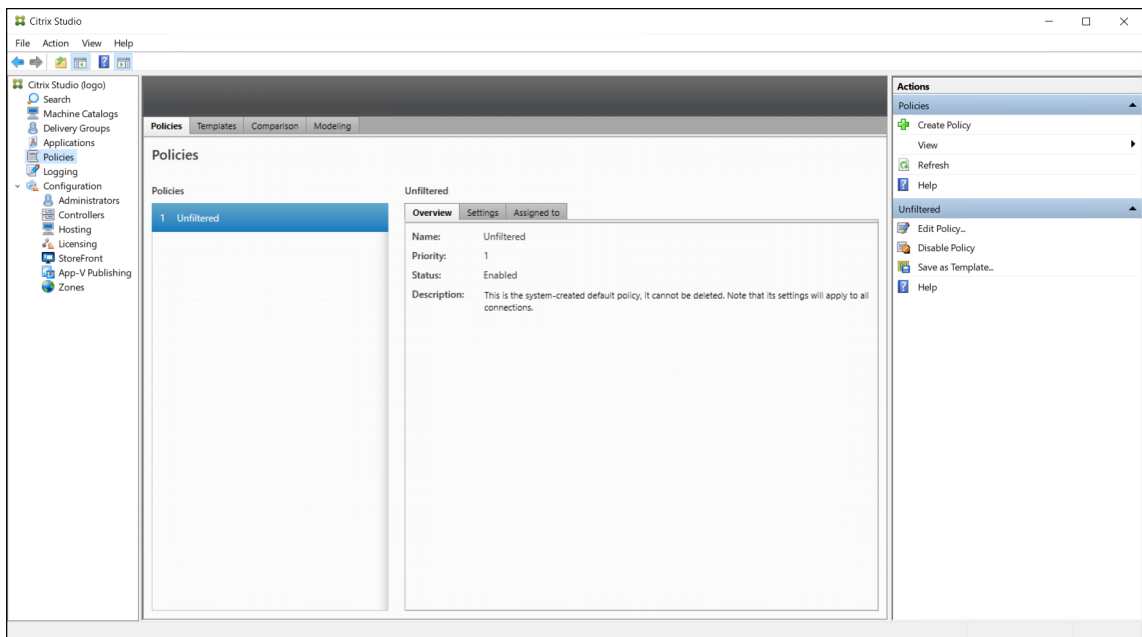 Citrix Studio
File Action View Help
Citrix Studio (logo)
Search
Machine Catalogs
Delivery Groups
Applications
Policies
Logging
Configuration
Administrators
Controllers
Hosting
Licensing
StoreFront
App-V Publishing
Zones
Policies Templates Comparison Modeling
Policies
Policies
1 Unfiltered
Unfiltered
Overview Settings Assigned to
Name: Unfiltered
Priority: 1
Status: Enabled
Description: This is the system-created default policy, it cannot be deleted. Note that its settings will apply to all
connections.
Actions
Policies
Create Policy
View
Refresh
Help
Unfiltered
Edit Policy...
Disable Policy
Save as Template...
Help